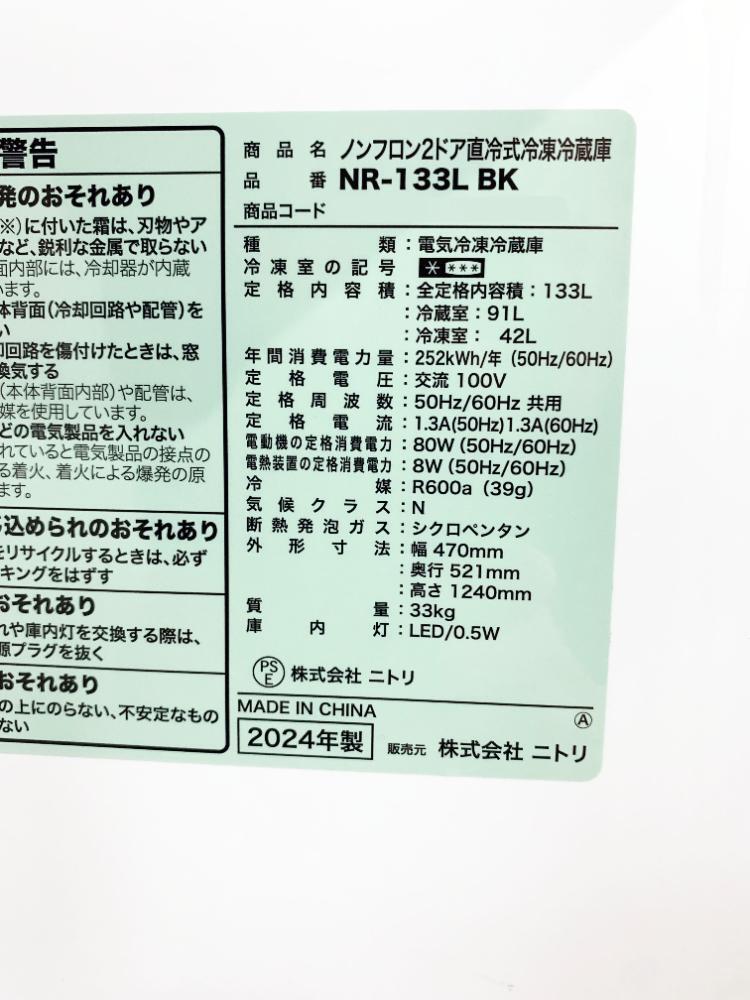 警告
発のおそれあり
※)に付いた霜は、刃物やア
など、鋭利な金属で取らない
面内部には、冷却器が内蔵
います。
体背面(冷却回路や配管)を
い
却回路を傷付けたときは、窓
換気する
(本体背面内部)や配管は、
媒を使用しています。
どの電気製品を入れない
れていると電気製品の接点の
る着火、着火による爆発の原
ます。
込められのおそれあり
をリサイクルするときは、必ず
キングをはずす
おそれあり
れや庫内灯を交換する際は、
源プラグを抜く
おそれあり
の上にのらない、不安定なもの
ない
商品名 ノンフロン2ドア直冷式冷凍冷蔵庫
品番 NR-133L BK
商品コード
種類:電気冷凍冷蔵庫
冷凍室の記号 * ***
定格内容積:全定格内容積:133L
:冷蔵室:91L
:冷凍室: 42L
年間消費電力量:252kWh/年 (50Hz/60Hz)
定格電圧:交流 100V
定格周波数:50Hz/60Hz 共用
定格電流:1.3A(50Hz)1.3A(60Hz)
電動機の定格消費電力:80W (50Hz/60Hz)
電熱装置の定格消費電力:8W (50Hz/60Hz)
冷媒:R600a (39g)
気候クラス:N
断熱発泡ガス:シクロペンタン
外形寸法:幅 470mm
:奥行 521mm
:高さ 1240mm
質量:33kg
庫内灯:LED/0.5W
PSE 株式会社 ニトリ
MADE IN CHINA
Ⓐ
2024年製 販売元 株式会社 ニトリ